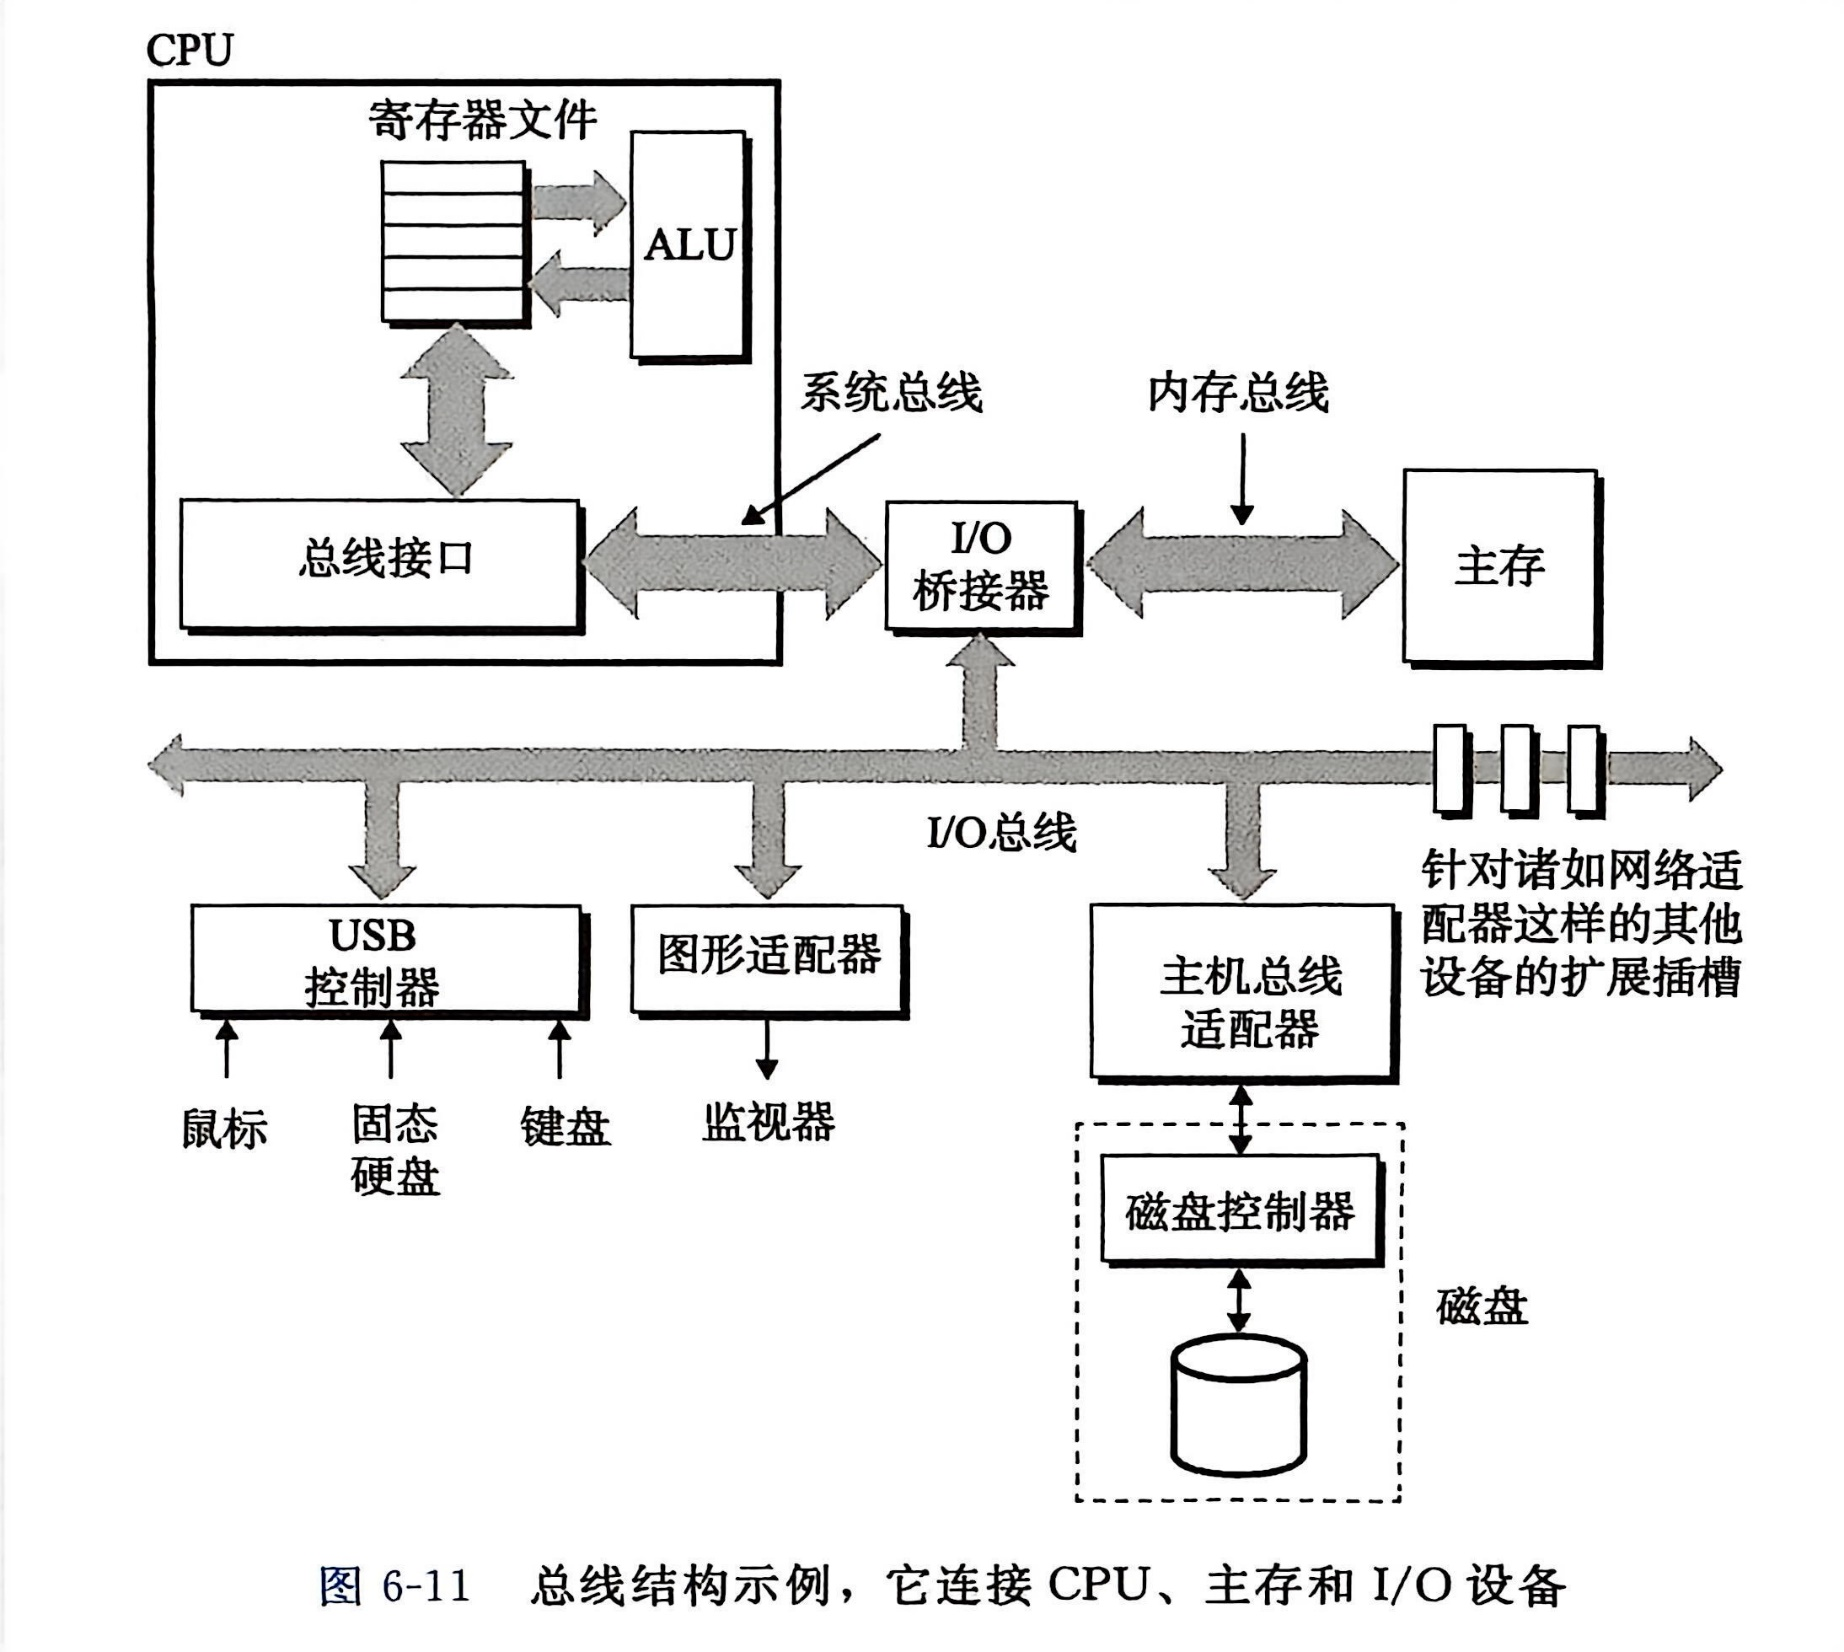 CPU
寄存器文件
ALU
系统总线
内存总线
总线接口
I/O
桥接器
主存
I/O总线
针对诸如网络适
配器这样的其他
设备的扩展插槽
USB
控制器
图形适配器
主机总线
适配器
鼠标
固态
硬盘
键盘
监视器
磁盘控制器
磁盘
图 6-11 总线结构示例，它连接 CPU、主存和 I/O 设备